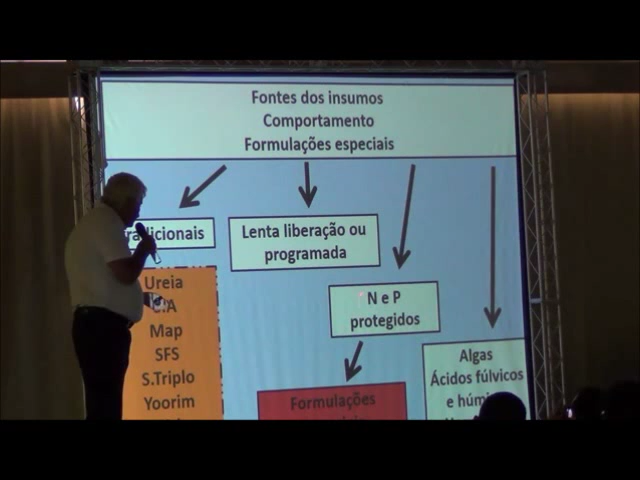 Fontes dos insumos
Comportamento
Formulações especiais
Lenta liberação ou
programada
N e P
protegidos
Ureia
Map
SFS
S.Triplo
Yoorim
Algas
Ácidos fúlvicos
Formulações